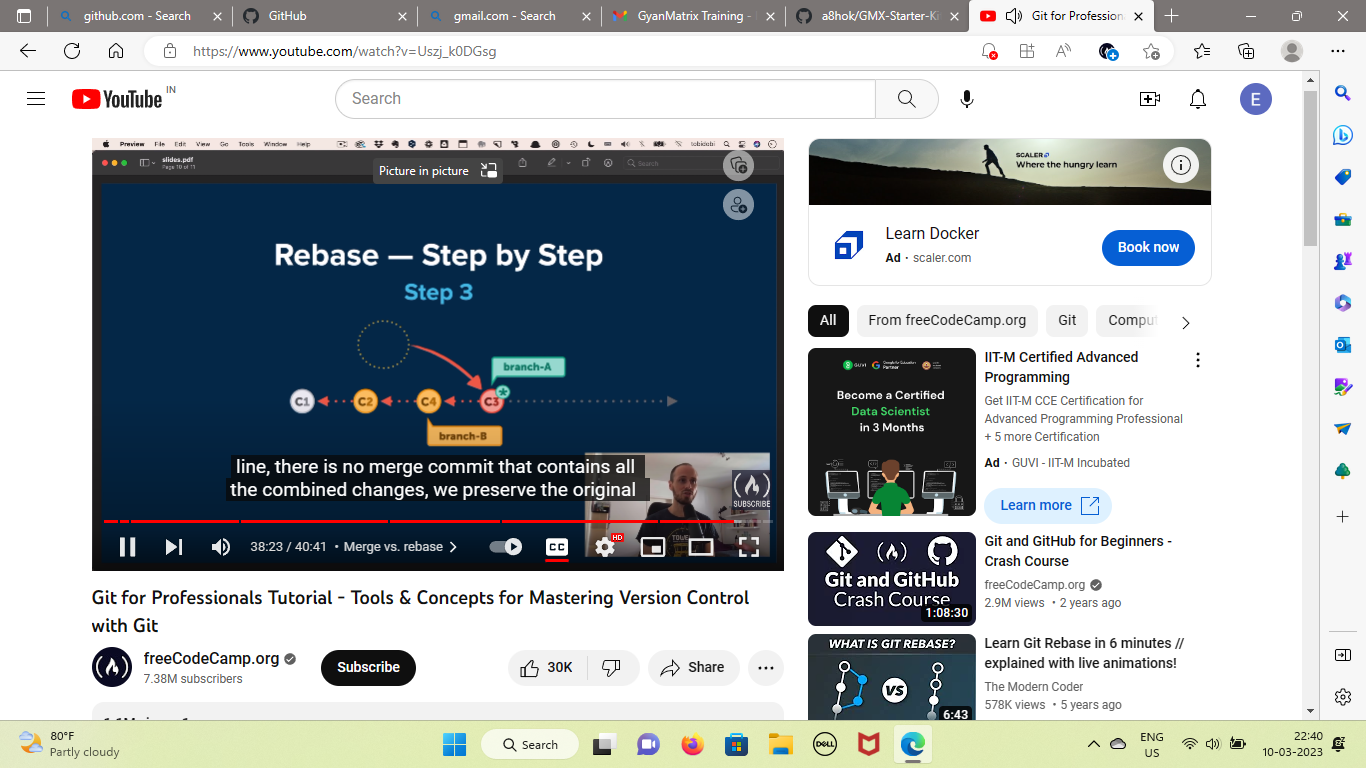 github.com - Search
GitHub
gmail.com - Search
GyanMatrix Training -
a8hok/GMX-Starter-Ki
Git for Profession
https://www.youtube.com/watch?v=Uszj_k0DGsg
YouTube IN
Search
E
Preview File Edit View Go Tools Window Help
tobidobi
slides.pdf
Page 10 of 11
Search
Picture in picture
Rebase — Step by Step
Step 3
branch-A
C1 C2 C4 C3
branch-B
line, there is no merge commit that contains all
the combined changes, we preserve the original
SUBSCRIBE
38:23 / 40:41 • Merge vs. rebase
CC
HD
Git for Professionals Tutorial - Tools & Concepts for Mastering Version Control
with Git
freeCodeCamp.org
7.38M subscribers
Subscribe
30K
Share
SCALER
Where the hungry learn
Learn Docker
Ad · scaler.com
Book now
All
From freeCodeCamp.org
Git
Comput
GUVI
Become a Certified
Data Scientist
in 3 Months
IIT-M Certified Advanced
Programming
Get IIT-M CCE Certification for
Advanced Programming Professional
+ 5 more Certification
Ad · GUVI - IIT-M Incubated
Learn more
Git and GitHub
Crash Course
1:08:30
Git and GitHub for Beginners -
Crash Course
freeCodeCamp.org
2.9M views • 2 years ago
WHAT IS GIT REBASE?
VS
6:43
Learn Git Rebase in 6 minutes //
explained with live animations!
The Modern Coder
578K views • 5 years ago
80°F
Partly cloudy
Search
DELL
ENG
US
22:40
10-03-2023